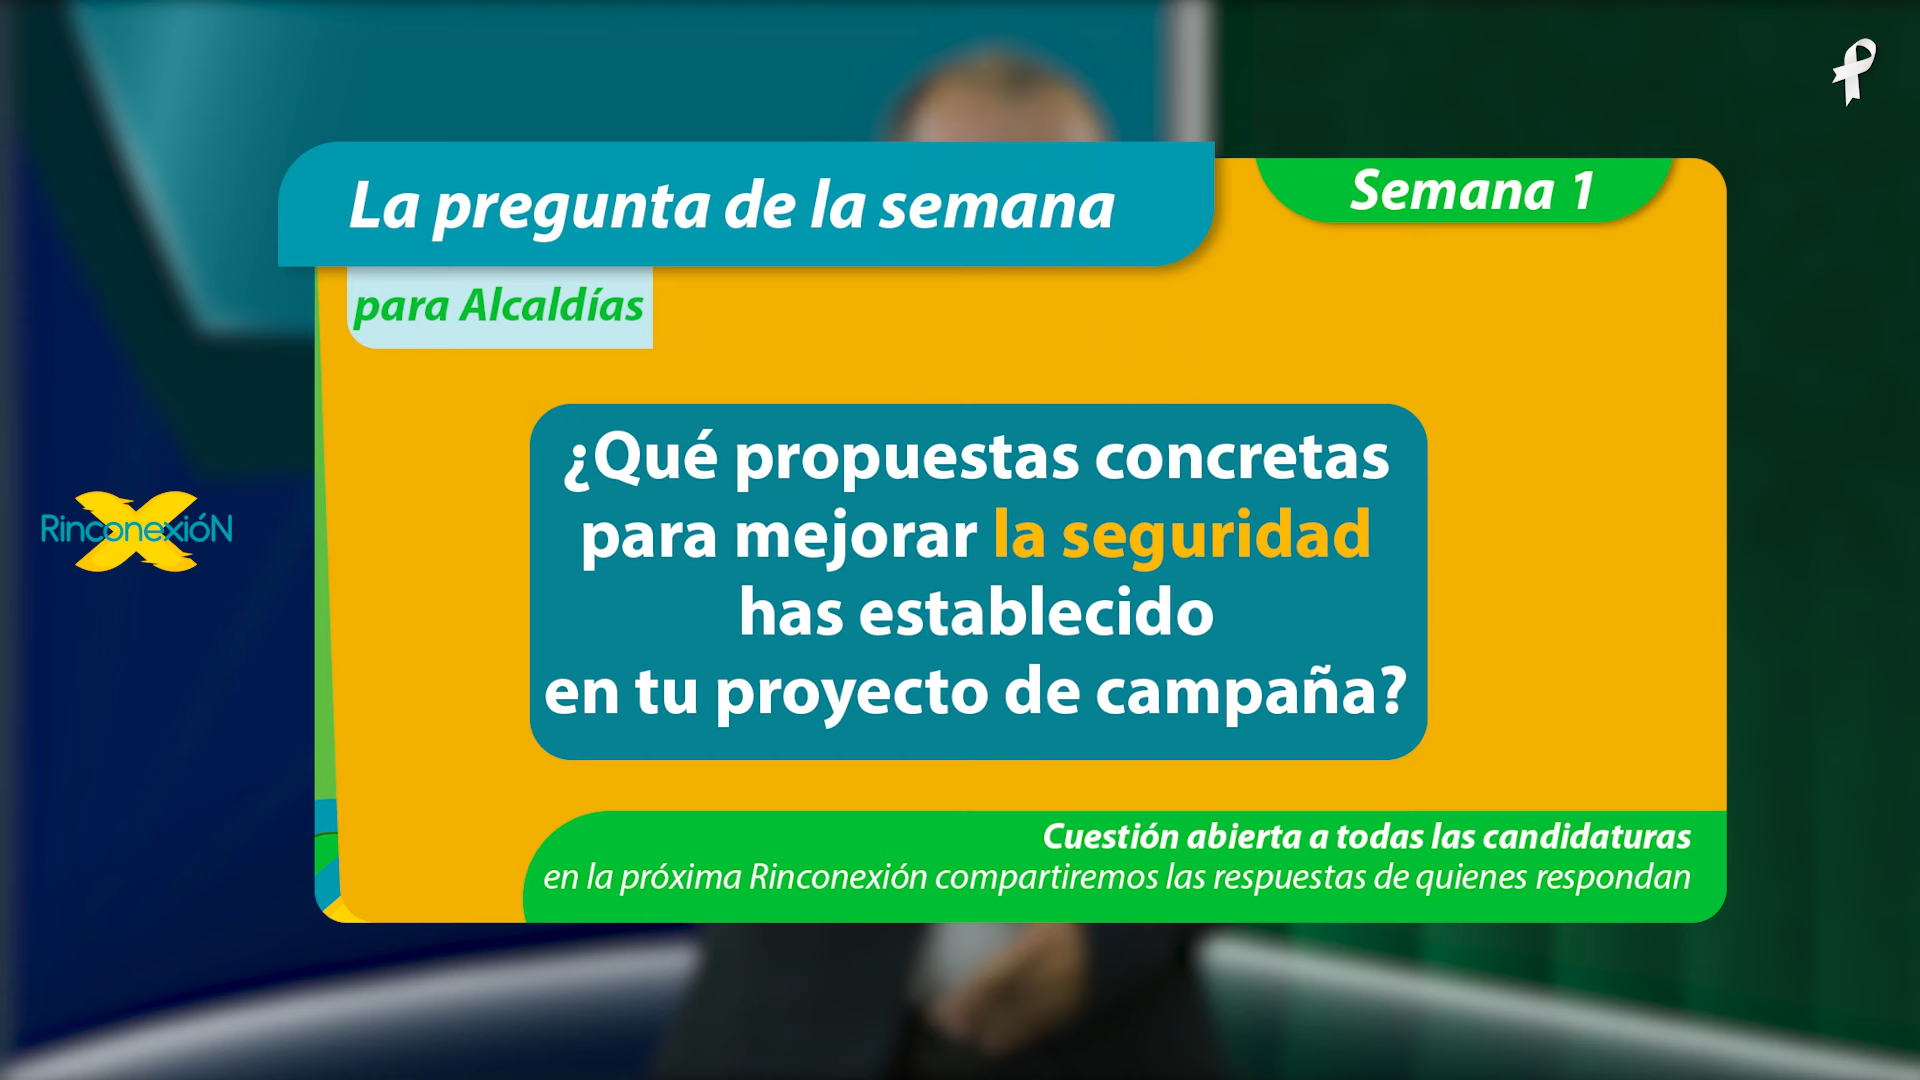 La pregunta de la semana
Semana 1
para Alcaldías
¿Qué propuestas concretas
para mejorar la seguridad
has establecido
en tu proyecto de campaña?
RinconexióN
Cuestión abierta a todas las candidaturas
en la próxima Rinconexión compartiremos las respuestas de quienes respondan